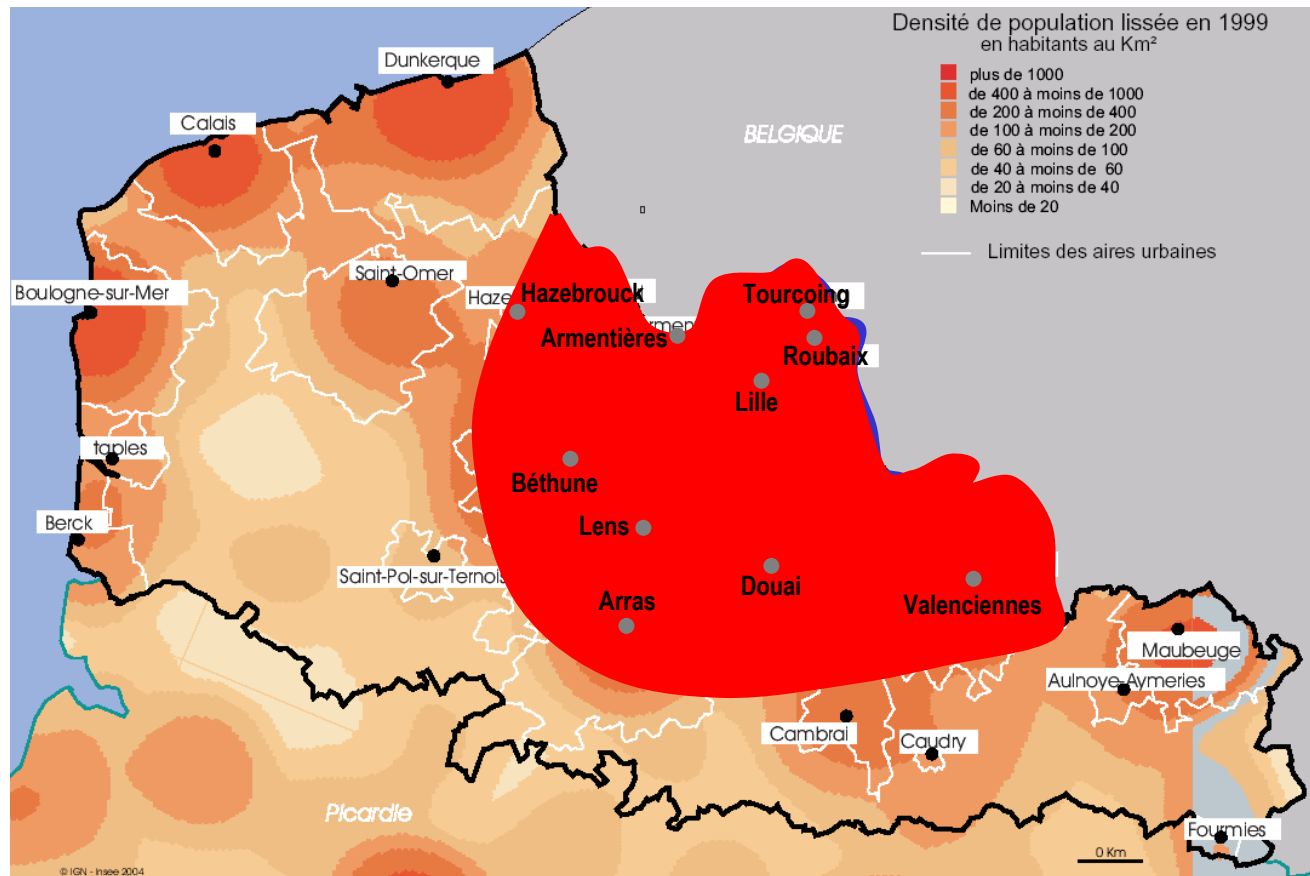 Densité de population lissée en 1999
en habitants au Km²
plus de 1000
de 400 à moins de 1000
de 200 à moins de 400
de 100 à moins de 200
de 60 à moins de 100
de 40 à moins de 60
de 20 à moins de 40
Moins de 20
Limites des aires urbaines
Dunkerque
Calais
BELGIQUE
Saint-Omer
Boulogne-sur-Mer
Haze
Hazebrouck
Tourcoing
rmen
Armentières
Roubaix
Lille
taples
Béthune
Berck
Lens
Saint-Pol-sur-Ternois
Douai
Arras
Valenciennes
Maubeuge
Aulnoye-Aymeries
Cambrai
Caudry
Picardie
Fourmies
0 Km
© IGN - Insee 2004